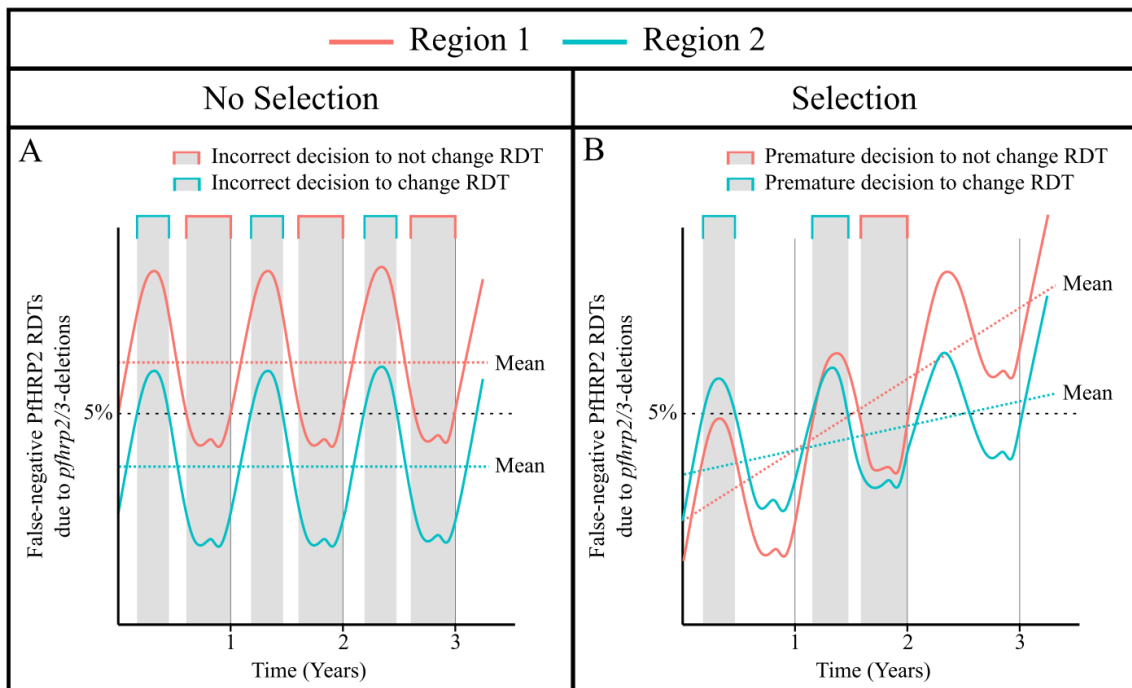 Region 1
Region 2
No Selection
Selection
A
Incorrect decision to not change RDT
Incorrect decision to change RDT
False-negative PfHRP2 RDTs
due to pfhrp2/3-deletions
5%
Mean
Mean
1
2
3
Time (Years)
B
Premature decision to not change RDT
Premature decision to change RDT
False-negative PfHRP2 RDTs
due to pfhrp2/3-deletions
5%
Mean
Mean
1
2
3
Time (Years)